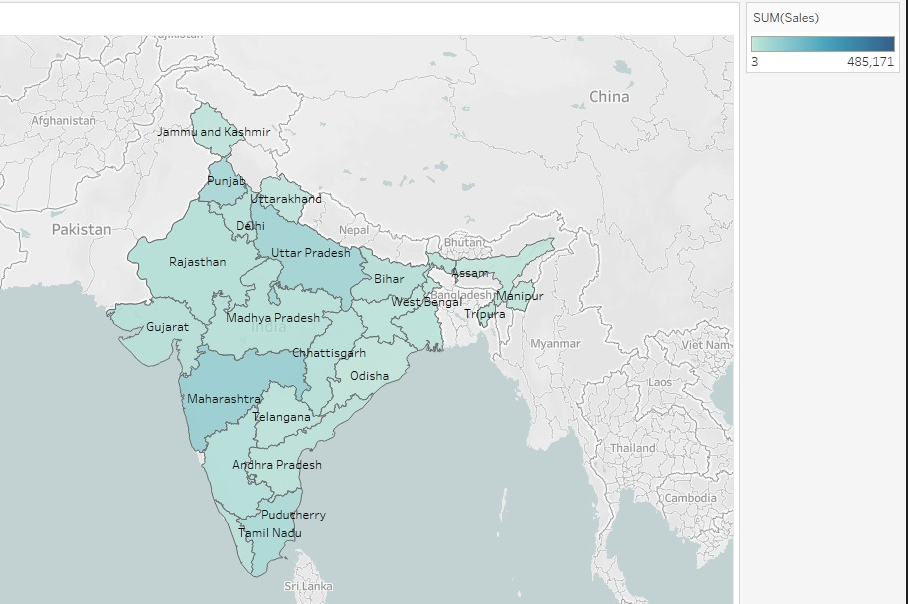 SUM(Sales)
3 485,171
Tajikistan
China
Afghanistan
Jammu and Kashmir
Punjab
Uttarakhand
Pakistan
Delhi
Nepal
Bhutan
Uttar Pradesh
Rajasthan
Assam
Bihar
Bangladesh
Manipur
West Bengal
Tripura
Madhya Pradesh
India
Gujarat
Myanmar
Viet Nam
Chhattisgarh
Odisha
Laos
Maharashtra
Telangana
Thailand
Andhra Pradesh
Cambodia
Puducherry
Tamil Nadu
Sri Lanka